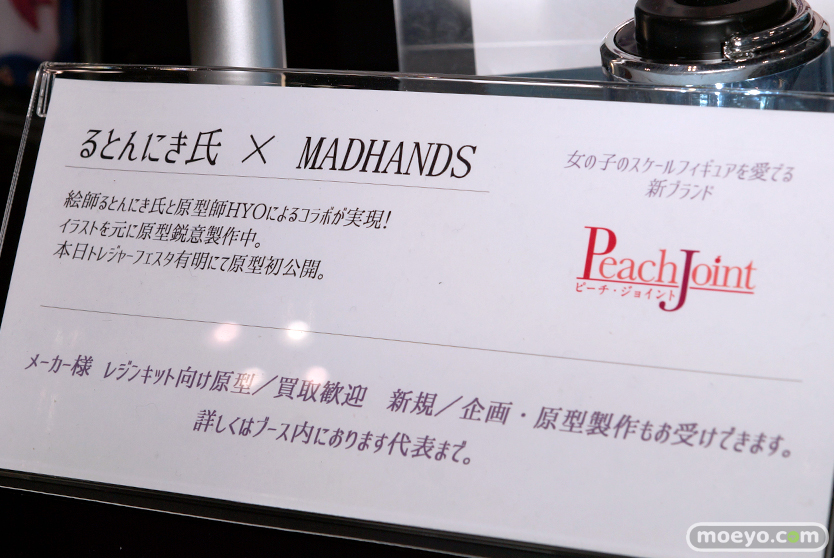 るとんにき氏 × MADHANDS
絵師るとんにき氏と原型師HYOによるコラボが実現!
イラストを元に原型鋭意製作中。
本日トレジャーフェスタ有明にて原型初公開。
女の子のスケールフィギュアを愛でる
新ブランド
PeachJoint
ピーチ・ジョイント
メーカー様 レジンキット向け原型／買取歓迎 新規／企画・原型製作もお受けできます。
詳しくはブース内におります代表まで。
moeyo.com